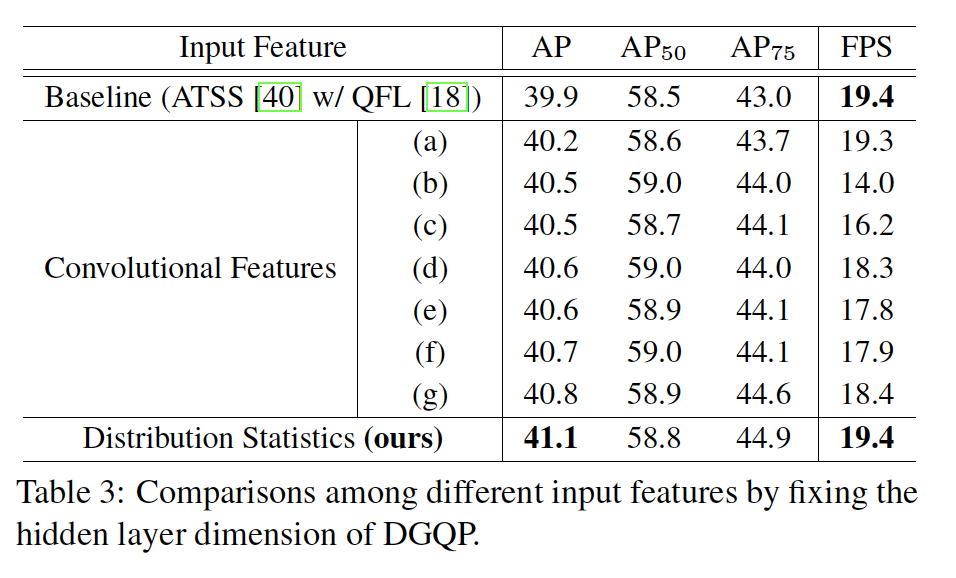 Input Feature AP AP50 AP75 FPS
Baseline (ATSS [40] w/ QFL [18]) 39.9 58.5 43.0 19.4
(a) 40.2 58.6 43.7 19.3
(b) 40.5 59.0 44.0 14.0
(c) 40.5 58.7 44.1 16.2
Convolutional Features (d) 40.6 59.0 44.0 18.3
(e) 40.6 58.9 44.1 17.8
(f) 40.7 59.0 44.1 17.9
(g) 40.8 58.9 44.6 18.4
Distribution Statistics (ours) 41.1 58.8 44.9 19.4
Table 3: Comparisons among different input features by fixing the
hidden layer dimension of DGQP.